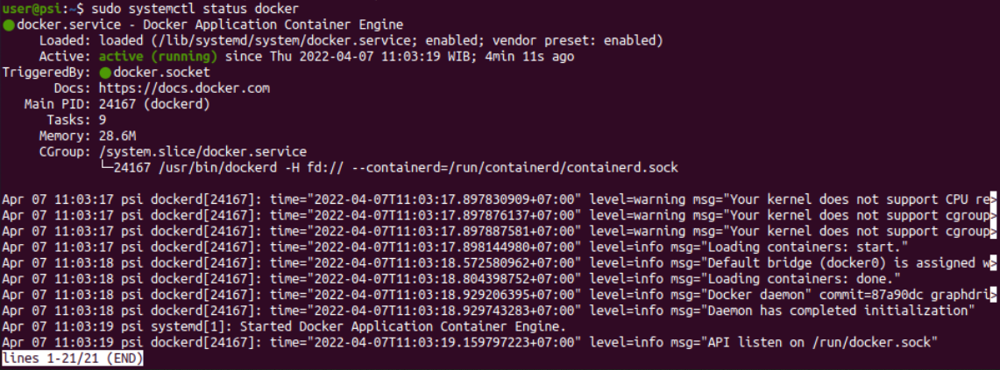 user@psi:~$ sudo systemctl status docker
● docker.service - Docker Application Container Engine
Loaded: loaded (/lib/systemd/system/docker.service; enabled; vendor preset: enabled)
Active: active (running) since Thu 2022-04-07 11:03:19 WIB; 4min 11s ago
TriggeredBy: ● docker.socket
Docs: https://docs.docker.com
Main PID: 24167 (dockerd)
Tasks: 9
Memory: 28.6M
CGroup: /system.slice/docker.service
└─24167 /usr/bin/dockerd -H fd:// --containerd=/run/containerd/containerd.sock
Apr 07 11:03:17 psi dockerd[24167]: time="2022-04-07T11:03:17.897830909+07:00" level=warning msg="Your kernel does not support CPU re>
Apr 07 11:03:17 psi dockerd[24167]: time="2022-04-07T11:03:17.897876137+07:00" level=warning msg="Your kernel does not support cgroup>
Apr 07 11:03:17 psi dockerd[24167]: time="2022-04-07T11:03:17.897887581+07:00" level=warning msg="Your kernel does not support cgroup>
Apr 07 11:03:17 psi dockerd[24167]: time="2022-04-07T11:03:17.898144980+07:00" level=info msg="Loading containers: start."
Apr 07 11:03:18 psi dockerd[24167]: time="2022-04-07T11:03:18.572580962+07:00" level=info msg="Default bridge (docker0) is assigned w>
Apr 07 11:03:18 psi dockerd[24167]: time="2022-04-07T11:03:18.804398752+07:00" level=info msg="Loading containers: done."
Apr 07 11:03:18 psi dockerd[24167]: time="2022-04-07T11:03:18.929206395+07:00" level=info msg="Docker daemon" commit=87a90dc graphdri>
Apr 07 11:03:18 psi dockerd[24167]: time="2022-04-07T11:03:18.929743283+07:00" level=info msg="Daemon has completed initialization"
Apr 07 11:03:19 psi systemd[1]: Started Docker Application Container Engine.
Apr 07 11:03:19 psi dockerd[24167]: time="2022-04-07T11:03:19.159797223+07:00" level=info msg="API listen on /run/docker.sock"
lines 1-21/21 (END)